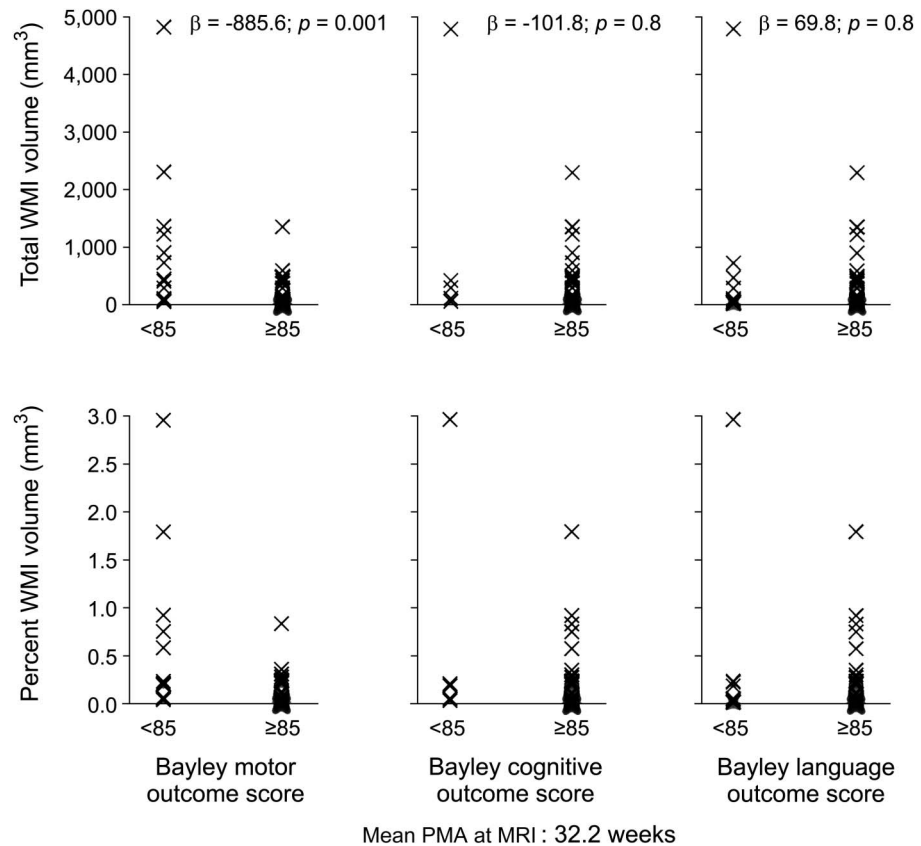 β = -885.6; p = 0.001
β = -101.8; p = 0.8
β = 69.8; p = 0.8
Total WMI volume (mm³)
5,000
4,000
3,000
2,000
1,000
0
<85
≥85
<85
≥85
<85
≥85
Percent WMI volume (mm³)
3.0
2.5
2.0
1.5
1.0
0.5
0.0
<85
≥85
<85
≥85
<85
≥85
Bayley motor
outcome score
Bayley cognitive
outcome score
Bayley language
outcome score
Mean PMA at MRI : 32.2 weeks